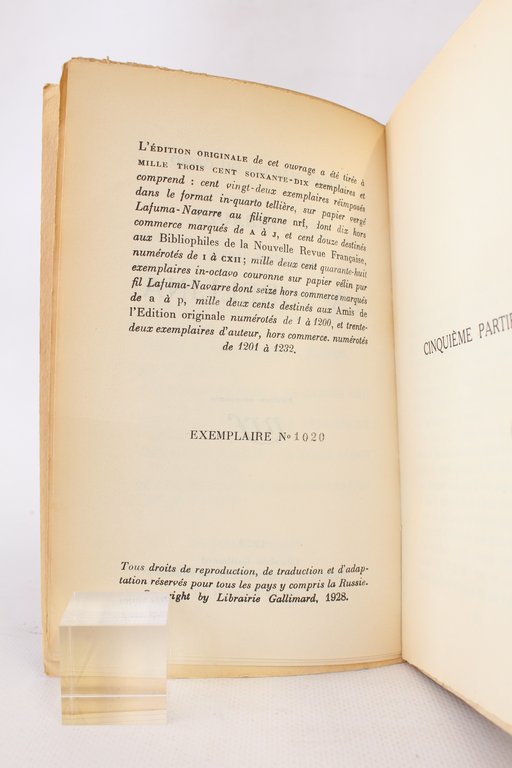 L'ÉDITION ORIGINALE de cet ouvrage a été tirée à
MILLE TROIS CENT SOIXANTE-DIX exemplaires et
comprend : cent vingt-deux exemplaires réimposés
dans le format in-quarto tellière, sur papier vergé
Lafuma-Navarre au filigrane nrf, dont dix hors
commerce marqués de A à J, et cent douze destinés
aux Bibliophiles de la Nouvelle Revue Française,
numérotés de I à CXII ; mille deux cent quarante-huit
exemplaires in-octavo couronne sur papier vélin pur
fil Lafuma-Navarre dont seize hors commerce marqués
de a à p, mille deux cents destinés aux Amis de
l'Edition originale numérotés de 1 à 1200, et trente-
deux exemplaires d'auteur, hors commerce. numérotés
de 1201 à 1232.
EXEMPLAIRE N° 1020
Tous droits de reproduction, de traduction et d'adap-
tation réservés pour tous les pays y compris la Russie.
Copyright by Librairie Gallimard, 1928.
CINQUIÈME PARTIE